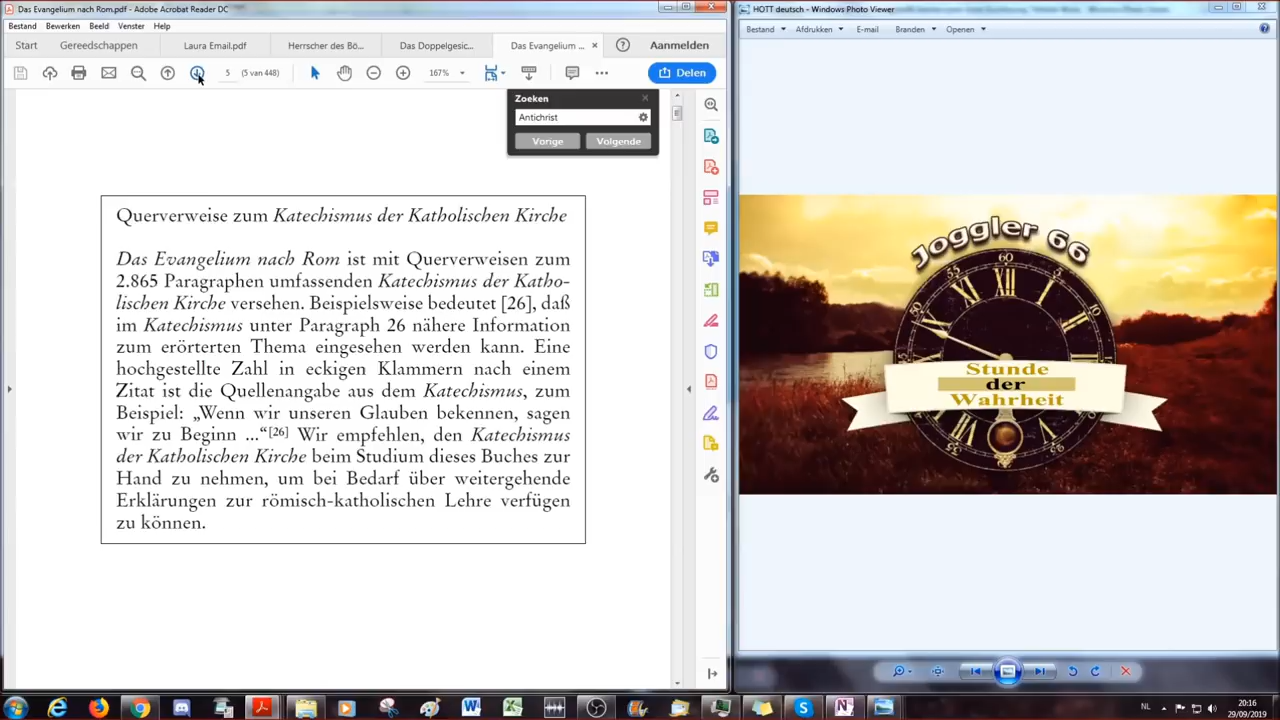 Das Evangelium nach Rom.pdf - Adobe Acrobat Reader DC
Bestand Bewerken Beeld Venster Help
Start Gereedschappen Laura Email.pdf Herrscher des Bö... Das Doppelgesic... Das Evangelium ... × Aanmelden
5 (5 van 448) 167% Delen
Zoeken
Antichrist
Vorige Volgende
Querverweise zum Katechismus der Katholischen Kirche
Das Evangelium nach Rom ist mit Querverweisen zum
2.865 Paragraphen umfassenden Katechismus der Katho-
lischen Kirche versehen. Beispielsweise bedeutet [26], daß
im Katechismus unter Paragraph 26 nähere Information
zum erörterten Thema eingesehen werden kann. Eine
hochgestellte Zahl in eckigen Klammern nach einem
Zitat ist die Quellenangabe aus dem Katechismus, zum
Beispiel: „Wenn wir unseren Glauben bekennen, sagen
wir zu Beginn ...“[26] Wir empfehlen, den Katechismus
der Katholischen Kirche beim Studium dieses Buches zur
Hand zu nehmen, um bei Bedarf über weitergehende
Erklärungen zur römisch-katholischen Lehre verfügen
zu können.
HOTT deutsch - Windows Photo Viewer
Bestand Afdrukken E-mail Branden Openen
Joggler 66
60
55
5
XII
I
II
Stunde
der
Wahrheit
NL
20:16
29/09/2019